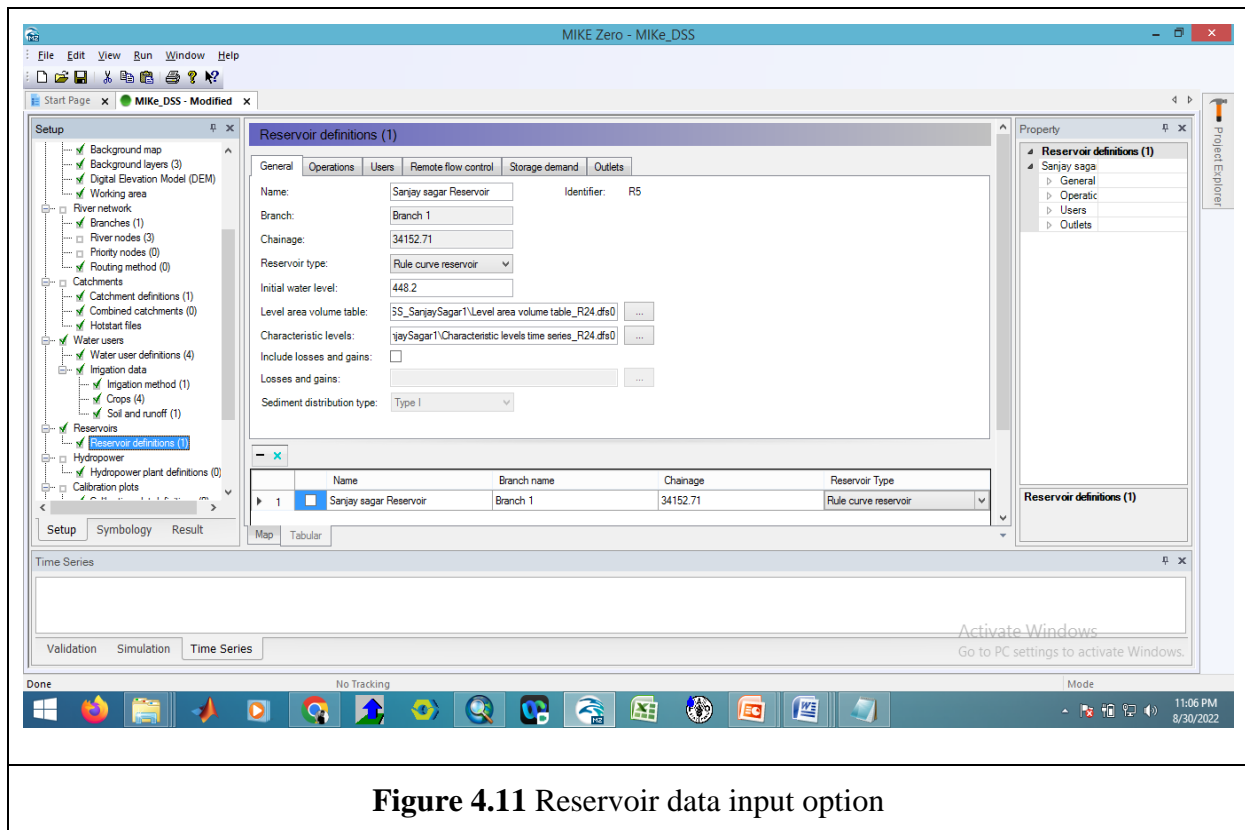 MIKE Zero - MIKe_DSS
File Edit View Run Window Help
Start Page x MIKe_DSS - Modified x
Setup
Background map
Background layers (3)
Digital Elevation Model (DEM)
Working area
River network
Branches (1)
River nodes (3)
Priority nodes (0)
Routing method (0)
Catchments
Catchment definitions (1)
Combined catchments (0)
Hotstart files
Water users
Water user definitions (4)
Irrigation data
Irrigation method (1)
Crops (4)
Soil and runoff (1)
Reservoirs
Reservoir definitions (1)
Hydropower
Hydropower plant definitions (0)
Calibration plots
Setup Symbology Result
Reservoir definitions (1)
General Operations Users Remote flow control Storage demand Outlets
Name: Sanjay sagar Reservoir Identifier: R5
Branch: Branch 1
Chainage: 34152.71
Reservoir type: Rule curve reservoir
Initial water level: 448.2
Level area volume table: SS_SanjaySagar1\Level area volume table_R24.dfs0 ...
Characteristic levels: njaySagar1\Characteristic levels time series_R24.dfs0 ...
Include losses and gains:
Losses and gains: ...
Sediment distribution type: Type I
Name Branch name Chainage Reservoir Type
1 Sanjay sagar Reservoir Branch 1 34152.71 Rule curve reservoir
Map Tabular
Property
Reservoir definitions (1)
Sanjay saga
General
Operatic
Users
Outlets
Reservoir definitions (1)
Project Explorer
Time Series
Validation Simulation Time Series
Activate Windows
Go to PC settings to activate Windows.
Done No Tracking Mode
11:06 PM
8/30/2022
Figure 4.11 Reservoir data input option